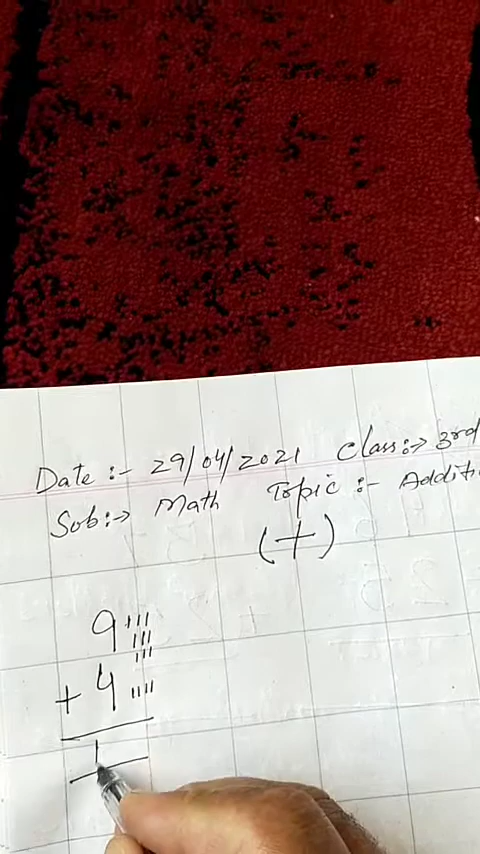 Date :- 29/04/2021 Class:-> 3rd
Sub:-> Math Topic :- Additi
(+)
9
+ 4
1